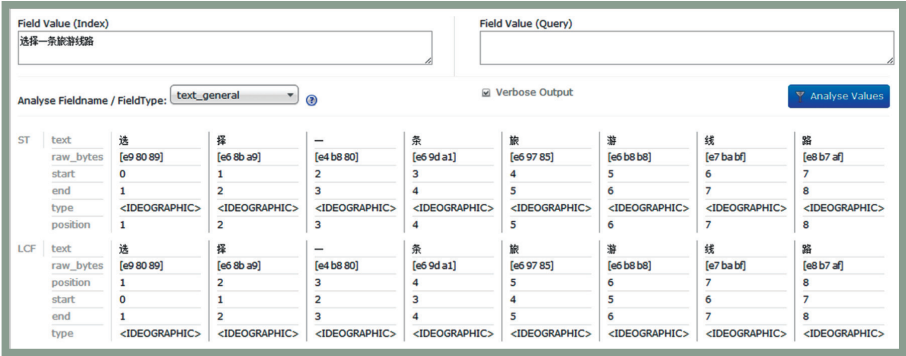 Field Value (Index)
Field Value (Query)
选择一条旅游线路
Analyse Fieldname / FieldType: text_general
Verbose Output
Analyse Values
ST text 选 择 一 条 旅 游 线 路
raw_bytes [e9 80 89] [e6 8b a9] [e4 b8 80] [e6 9d a1] [e6 97 85] [e6 b8 b8] [e7 ba bf] [e8 b7 af]
start 0 1 2 3 4 5 6 7
end 1 2 3 4 5 6 7 8
type <IDEOGRAPHIC> <IDEOGRAPHIC> <IDEOGRAPHIC> <IDEOGRAPHIC> <IDEOGRAPHIC> <IDEOGRAPHIC> <IDEOGRAPHIC> <IDEOGRAPHIC>
position 1 2 3 4 5 6 7 8
LCF text 选 择 一 条 旅 游 线 路
raw_bytes [e9 80 89] [e6 8b a9] [e4 b8 80] [e6 9d a1] [e6 97 85] [e6 b8 b8] [e7 ba bf] [e8 b7 af]
position 1 2 3 4 5 6 7 8
start 0 1 2 3 4 5 6 7
end 1 2 3 4 5 6 7 8
type <IDEOGRAPHIC> <IDEOGRAPHIC> <IDEOGRAPHIC> <IDEOGRAPHIC> <IDEOGRAPHIC> <IDEOGRAPHIC> <IDEOGRAPHIC> <IDEOGRAPHIC>